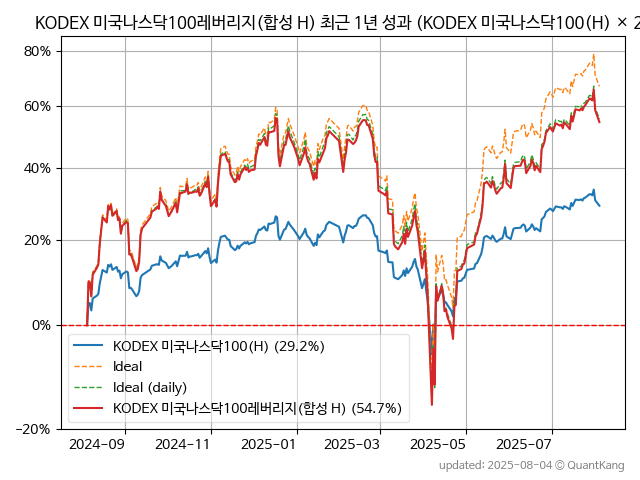 KODEX 미국나스닥100레버리지(합성 H) 최근 1년 성과 (KODEX 미국나스닥100(H) × 2
80%
60%
40%
20%
0%
-20%
KODEX 미국나스닥100(H) (29.2%)
Ideal
Ideal (daily)
KODEX 미국나스닥100레버리지(합성 H) (54.7%)
2024-09
2024-11
2025-01
2025-03
2025-05
2025-07
updated: 2025-08-04 © QuantKang